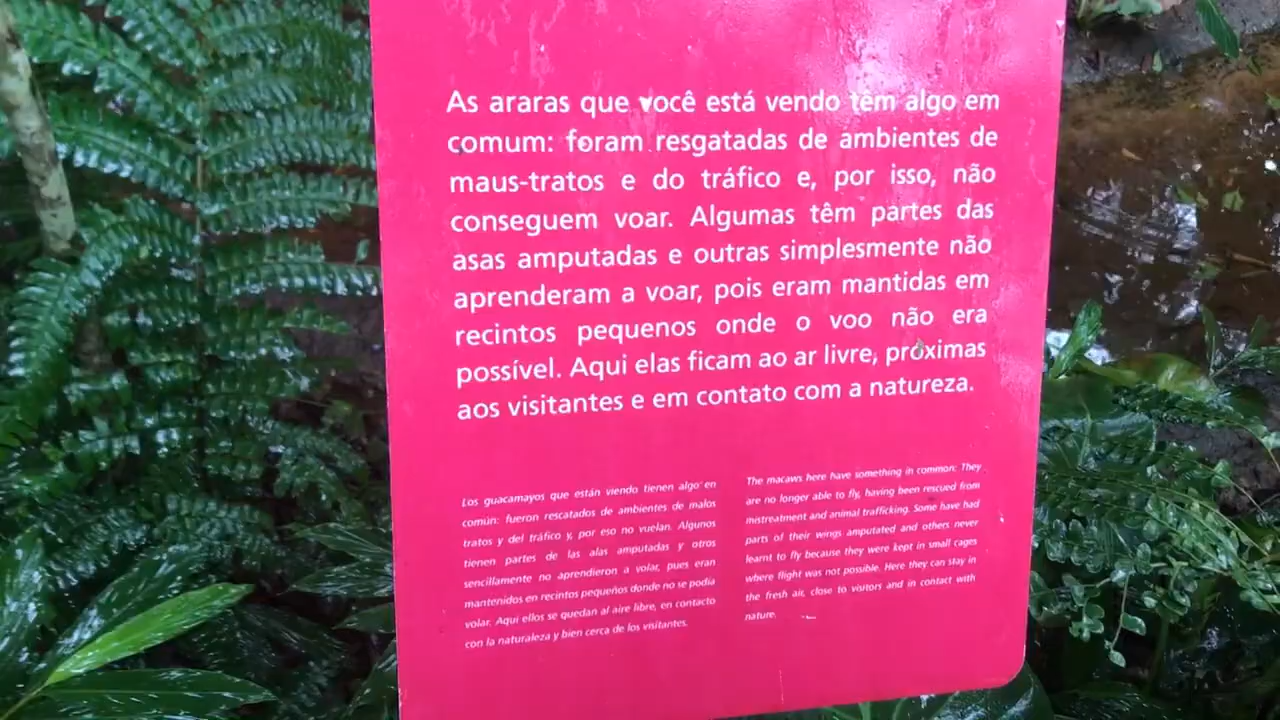 As araras que você está vendo têm algo em
comum: foram resgatadas de ambientes de
maus-tratos e do tráfico e, por isso, não
conseguem voar. Algumas têm partes das
asas amputadas e outras simplesmente não
aprenderam a voar, pois eram mantidas em
recintos pequenos onde o voo não era
possível. Aqui elas ficam ao ar livre, próximas
aos visitantes e em contato com a natureza.
Los guacamayos que están viendo tienen algo en
común: fueron rescatados de ambientes de malos
tratos y del tráfico y, por eso no vuelan. Algunos
tienen partes de las alas amputadas y otros
sencillamente no aprendieron a volar, pues eran
mantenidos en recintos pequeños donde no se podía
volar. Aquí ellos se quedan al aire libre, en contacto
con la naturaleza y bien cerca de los visitantes.
The macaws here have something in common: They
are no longer able to fly, having been rescued from
mistreatment and animal trafficking. Some have had
parts of their wings amputated and others never
learnt to fly because they were kept in small cages
where flight was not possible. Here they can stay in
the fresh air, close to visitors and in contact with
nature.